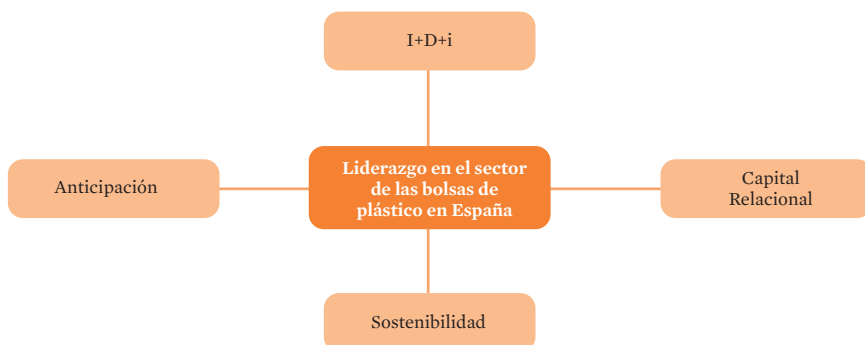 I+D+i
Anticipación
Liderazgo en el sector
de las bolsas de
plástico en España
Capital
Relacional
Sostenibilidad